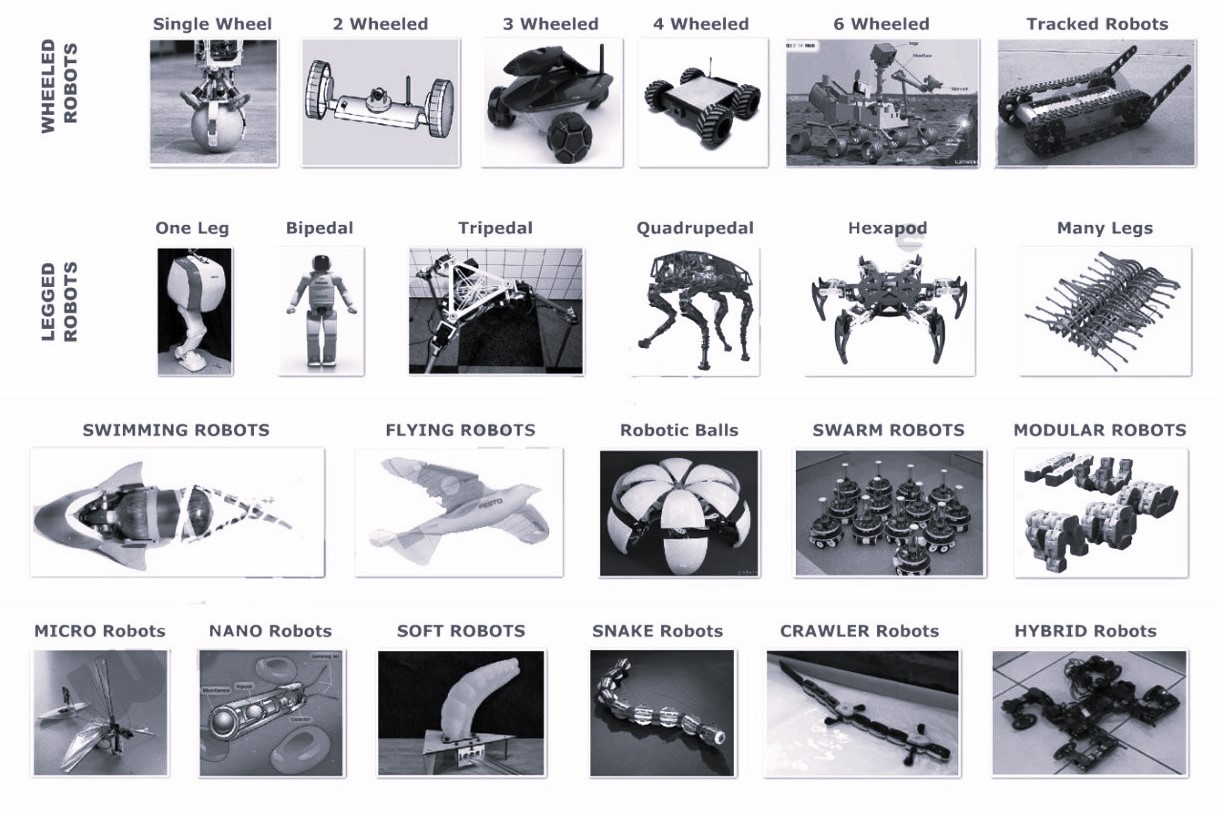 Single Wheel
2 Wheeled
3 Wheeled
4 Wheeled
6 Wheeled
Tracked Robots
WHEELED
ROBOTS
One Leg
Bipedal
Tripedal
Quadrupedal
Hexapod
Many Legs
LEGGED
ROBOTS
SWIMMING ROBOTS
FLYING ROBOTS
Robotic Balls
SWARM ROBOTS
MODULAR ROBOTS
FESTO
MICRO Robots
NANO Robots
SOFT ROBOTS
SNAKE Robots
CRAWLER Robots
HYBRID Robots